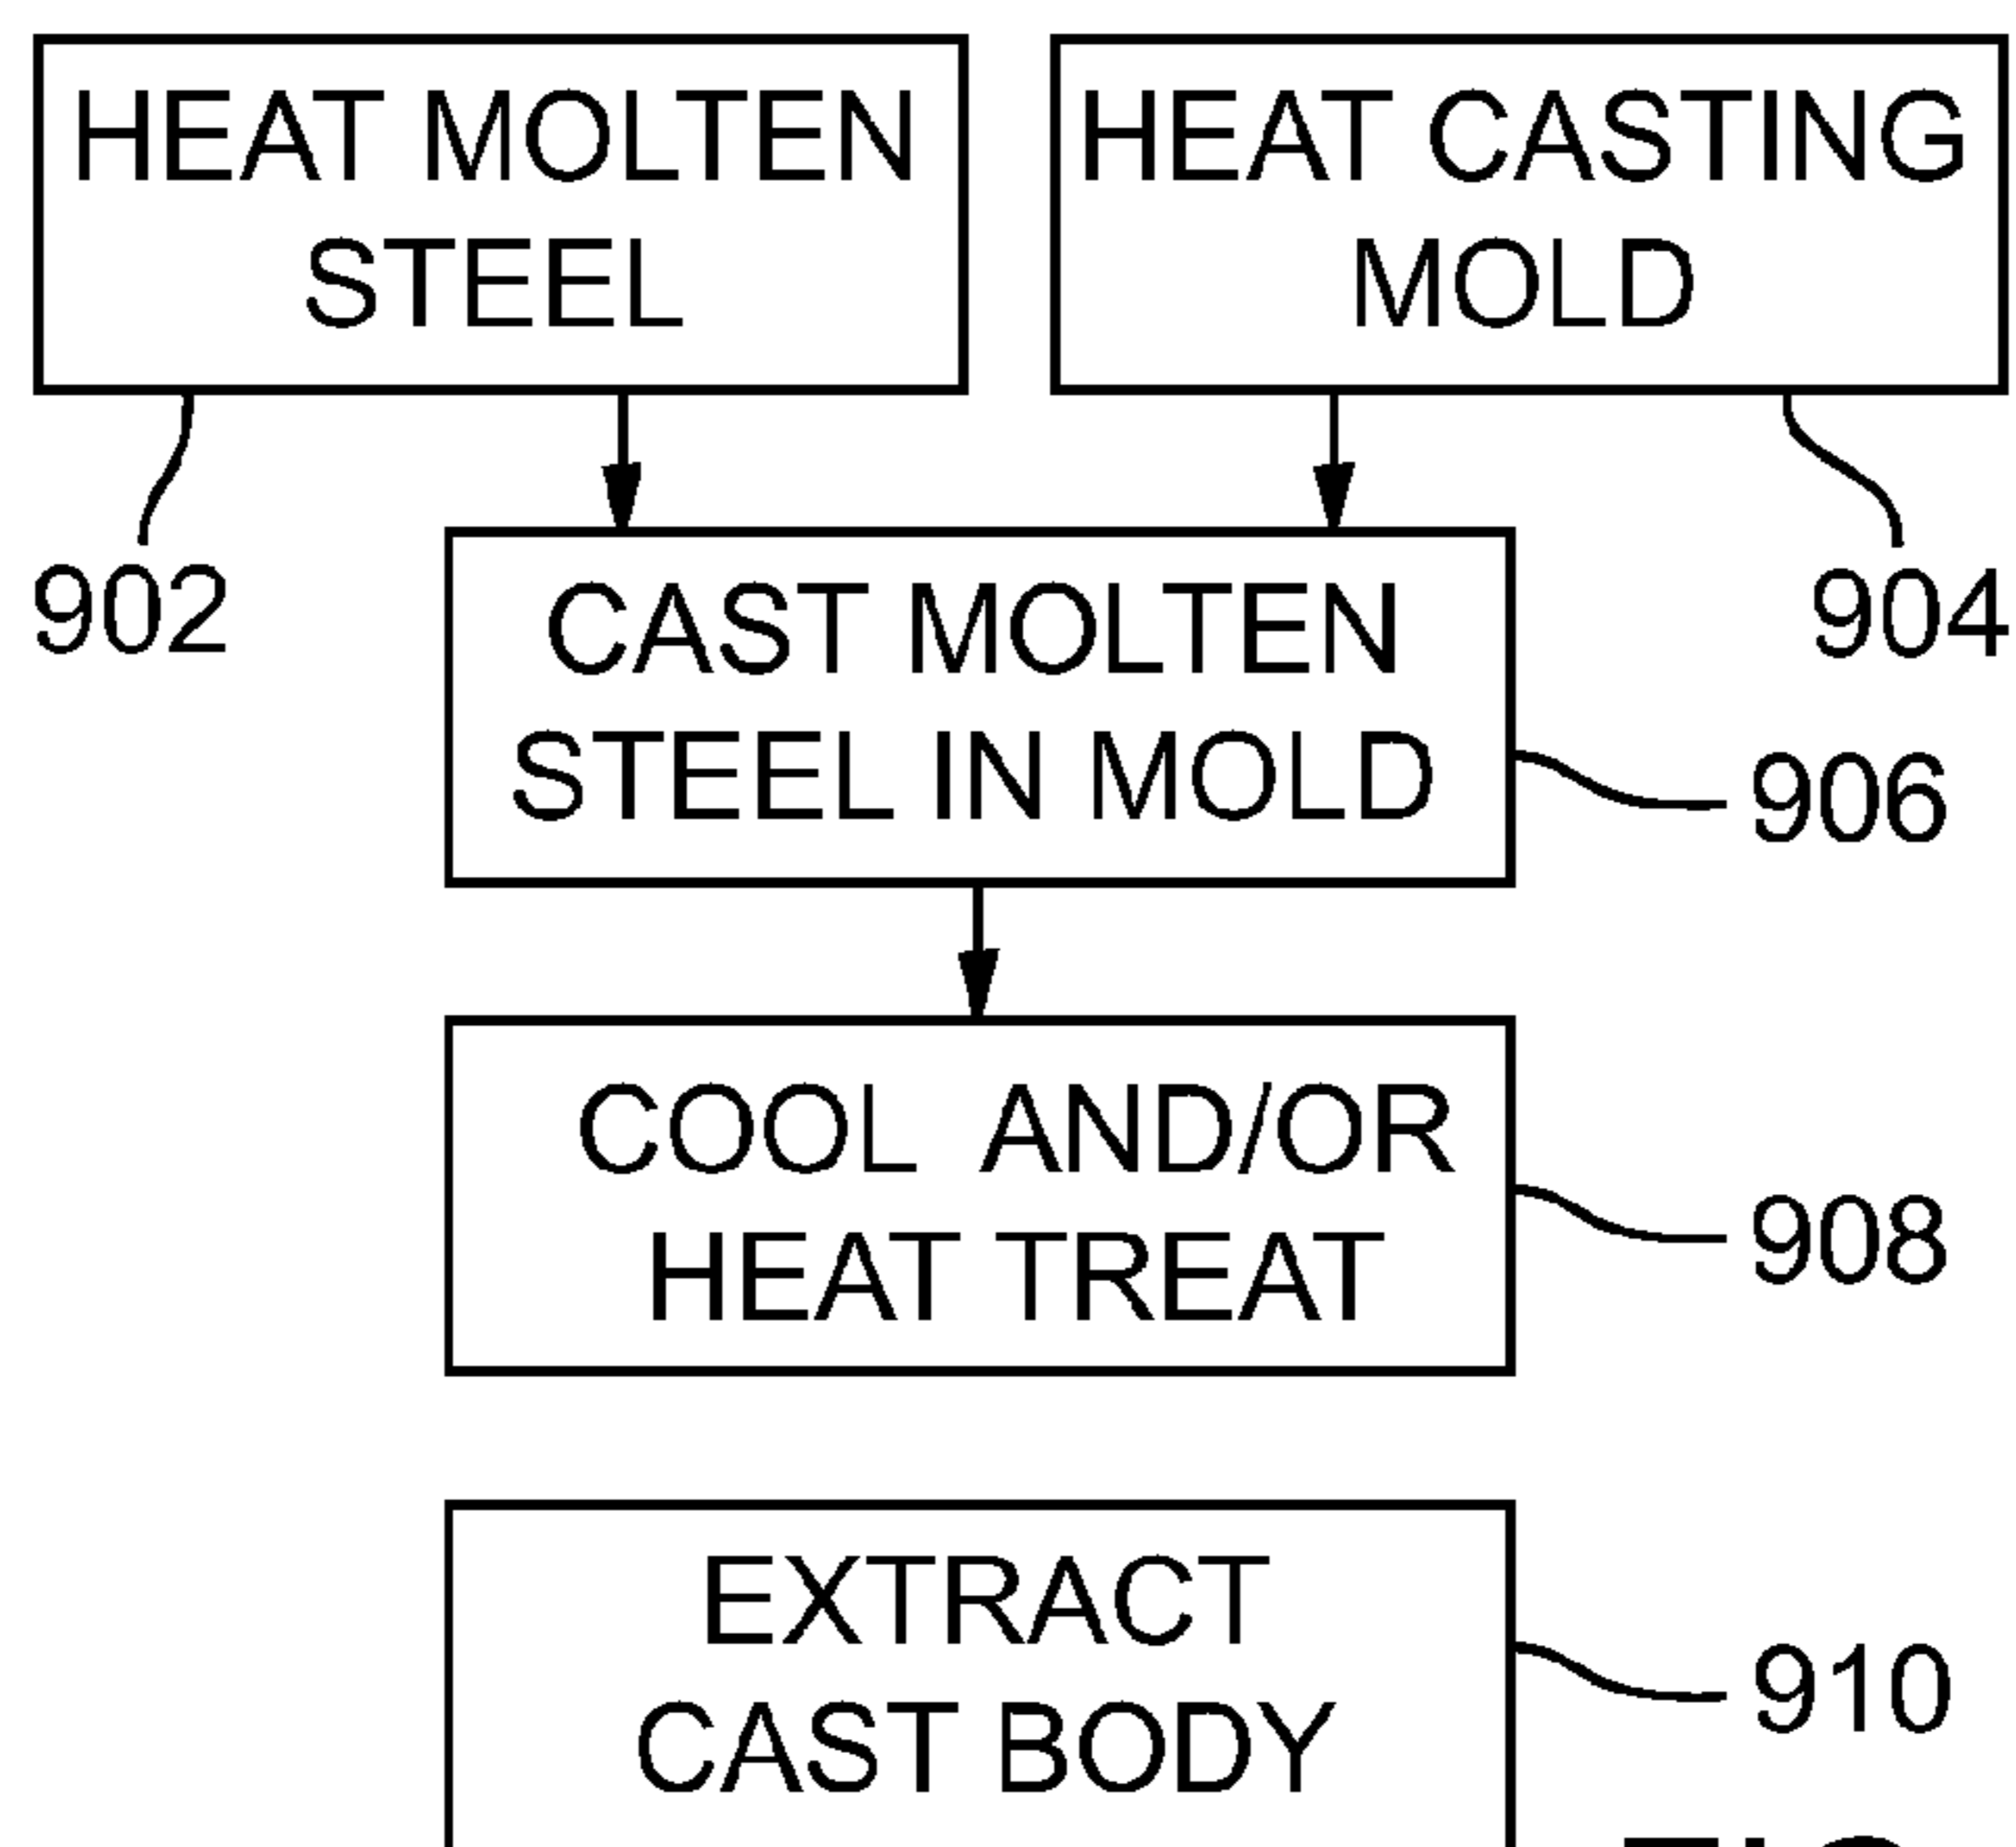 HEAT MOLTEN
STEEL
HEAT CASTING
MOLD
902
904
CAST MOLTEN
STEEL IN MOLD
906
COOL AND/OR
HEAT TREAT
908
EXTRACT
CAST BODY
910